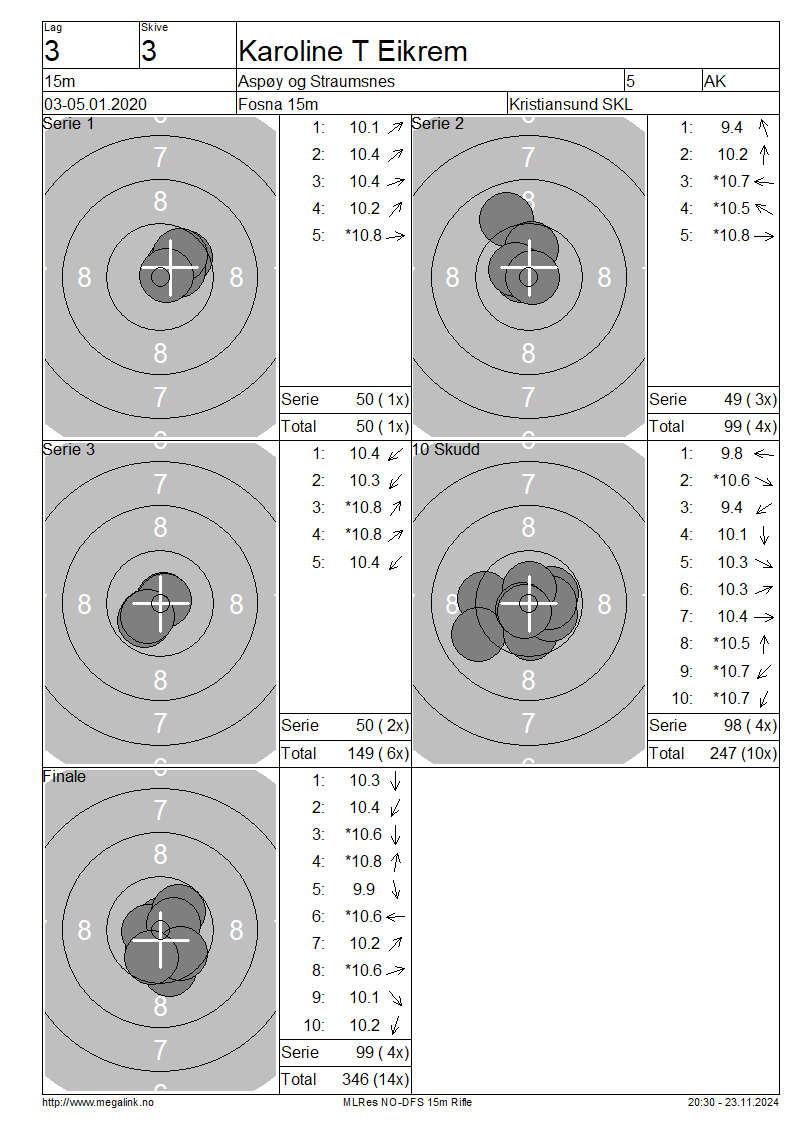 Lag
3
Skive
3
Karoline T Eikrem
15m
Aspøy og Straumsnes
5
AK
03-05.01.2020
Fosna 15m
Kristiansund SKL
Serie 1
6
7
8
8 8
8
7
6
1: 10.1
2: 10.4
3: 10.4
4: 10.2
5: *10.8
Serie 50 ( 1x)
Total 50 ( 1x)
Serie 2
6
7
8
8 8
8
7
6
1: 9.4
2: 10.2
3: *10.7
4: *10.5
5: *10.8
Serie 49 ( 3x)
Total 99 ( 4x)
Serie 3
7
8
8 8
8
7
6
1: 10.4
2: 10.3
3: *10.8
4: *10.8
5: 10.4
Serie 50 ( 2x)
Total 149 ( 6x)
10 Skudd
7
8
8 8
8
7
6
1: 9.8
2: *10.6
3: 9.4
4: 10.1
5: 10.3
6: 10.3
7: 10.4
8: *10.5
9: *10.7
10: *10.7
Serie 98 ( 4x)
Total 247 (10x)
Finale
7
8
8 8
8
7
6
1: 10.3
2: 10.4
3: *10.6
4: *10.8
5: 9.9
6: *10.6
7: 10.2
8: *10.6
9: 10.1
10: 10.2
Serie 99 ( 4x)
Total 346 (14x)
http://www.megalink.no
MLRes NO-DFS 15m Rifle
20:30 - 23.11.2024